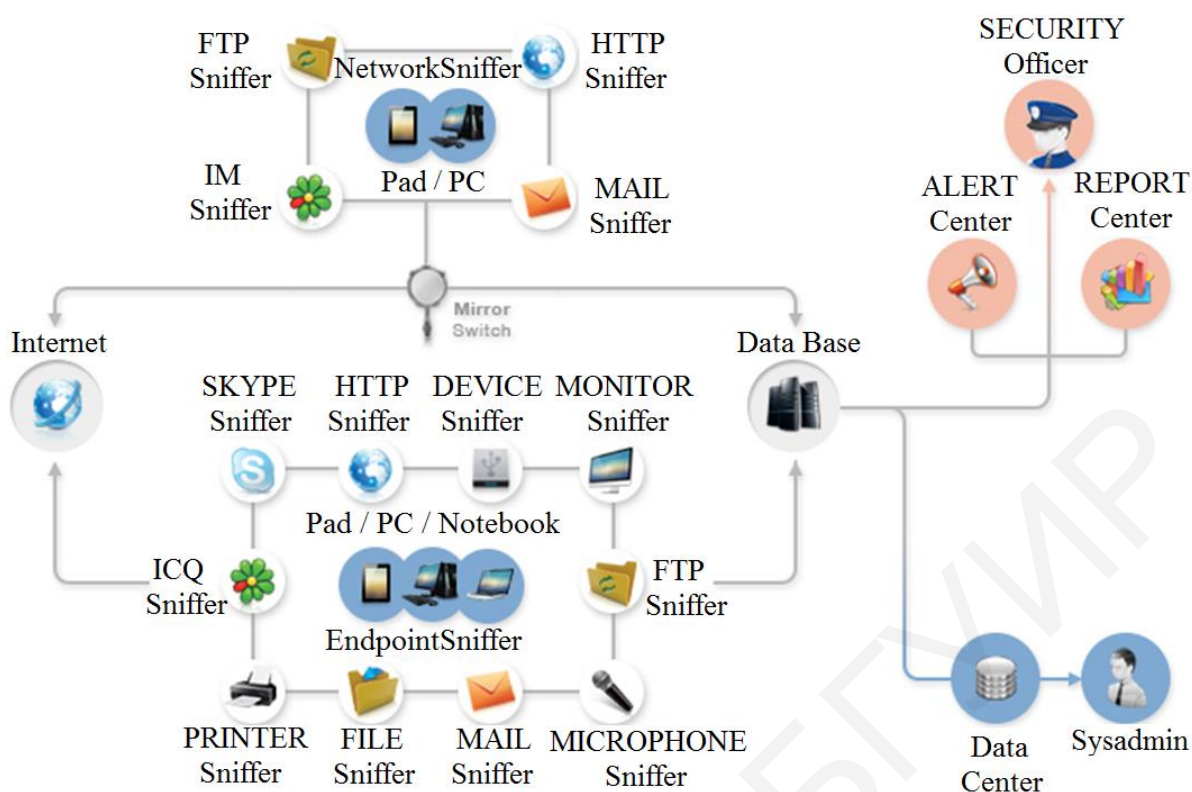 FTP
Sniffer
NetworkSniffer
HTTP
Sniffer
IM
Sniffer
Pad / PC
MAIL
Sniffer
SECURITY
Officer
ALERT
Center
REPORT
Center
Mirror
Switch
Internet
Data Base
SKYPE
Sniffer
HTTP
Sniffer
DEVICE
Sniffer
MONITOR
Sniffer
Pad / PC / Notebook
ICQ
Sniffer
FTP
Sniffer
EndpointSniffer
PRINTER
Sniffer
FILE
Sniffer
MAIL
Sniffer
MICROPHONE
Sniffer
Data
Center
Sysadmin
БГУИР